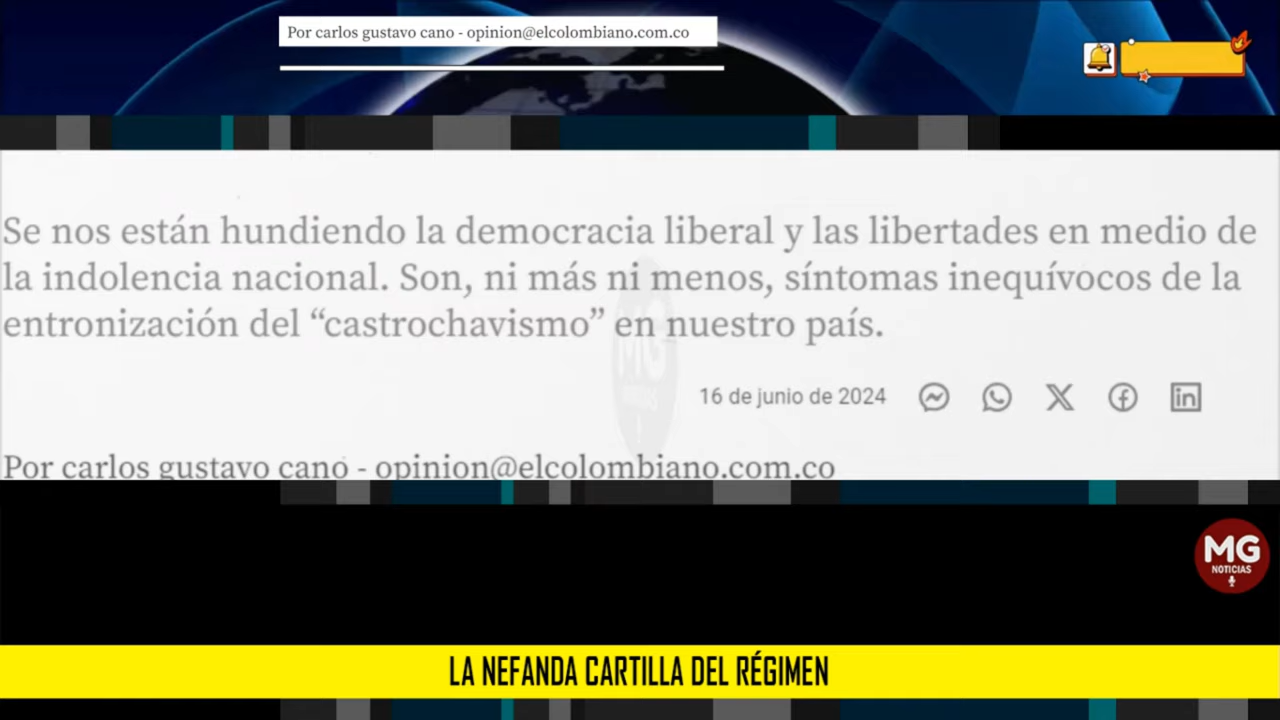 Por carlos gustavo cano - opinion@elcolombiano.com.co
Se nos están hundiendo la democracia liberal y las libertades en medio de
la indolencia nacional. Son, ni más ni menos, síntomas inequívocos de la
entronización del “castrochavismo” en nuestro país.
16 de junio de 2024
Por carlos gustavo cano - opinion@elcolombiano.com.co
MG
NOTICIAS
LA NEFANDA CARTILLA DEL RÉGIMEN